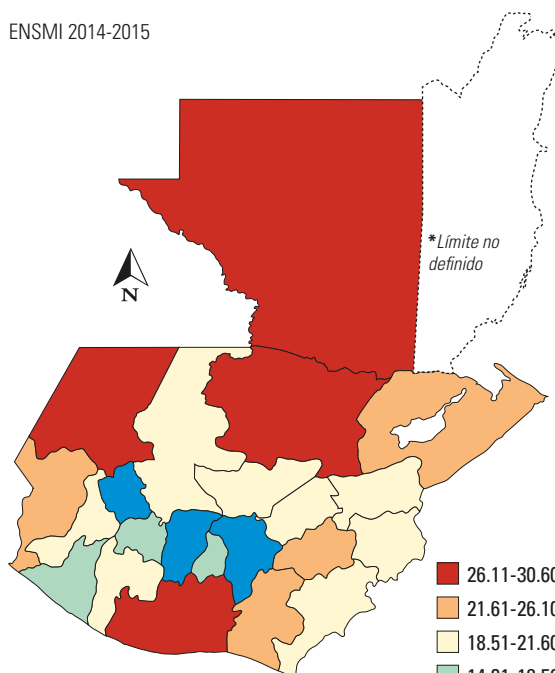 ENSMI 2014-2015
*Límite no
definido
N
26.11-30.60
21.61-26.10
18.51-21.60